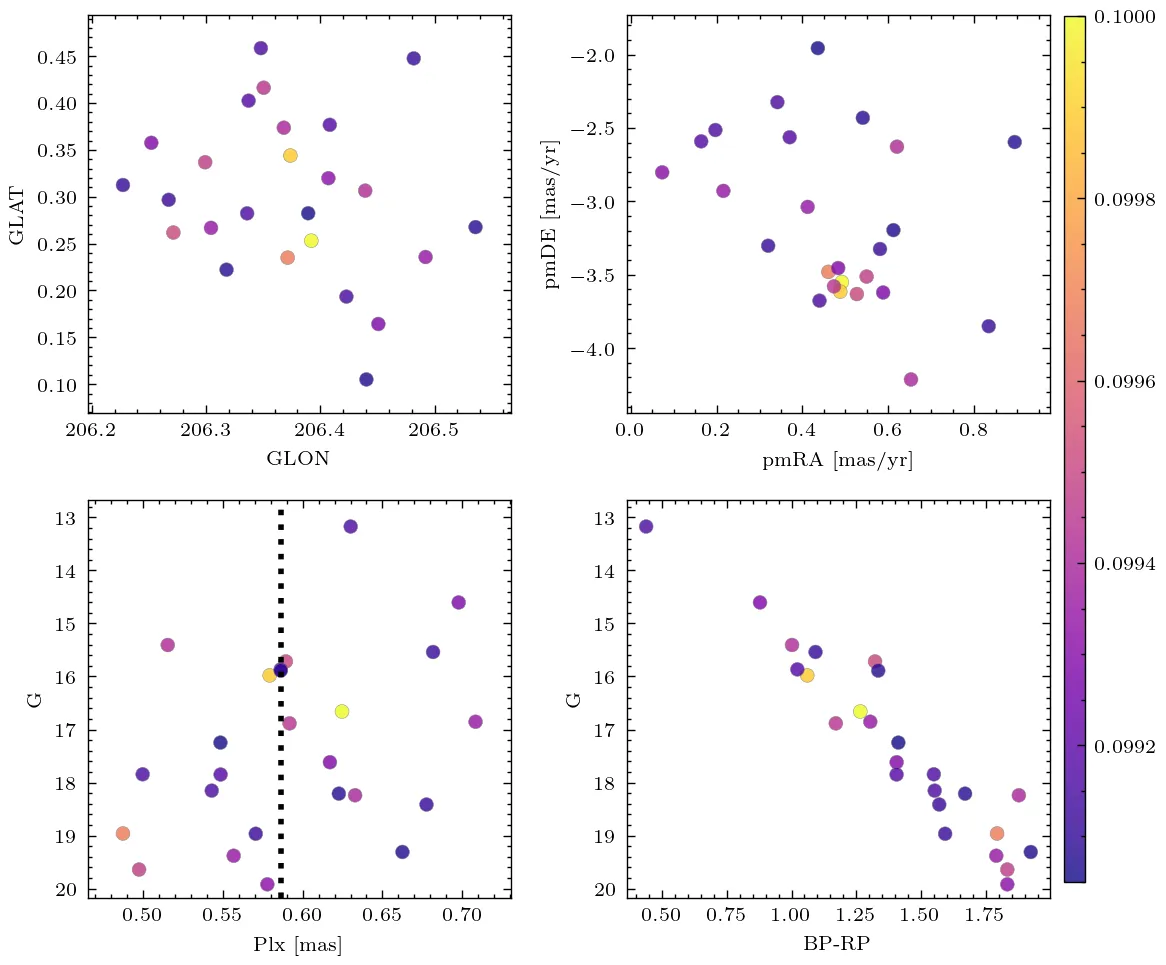 0.45
0.40
0.35
0.30
0.25
0.20
0.15
0.10
GLAT
206.2 206.3 206.4 206.5
GLON
−2.0
−2.5
−3.0
−3.5
−4.0
pmDE [mas/yr]
0.0 0.2 0.4 0.6 0.8
pmRA [mas/yr]
0.1000
0.0998
0.0996
0.0994
0.0992
13
14
15
16
17
18
19
20
G
0.50 0.55 0.60 0.65 0.70
Plx [mas]
13
14
15
16
17
18
19
20
G
0.50 0.75 1.00 1.25 1.50 1.75
BP-RP